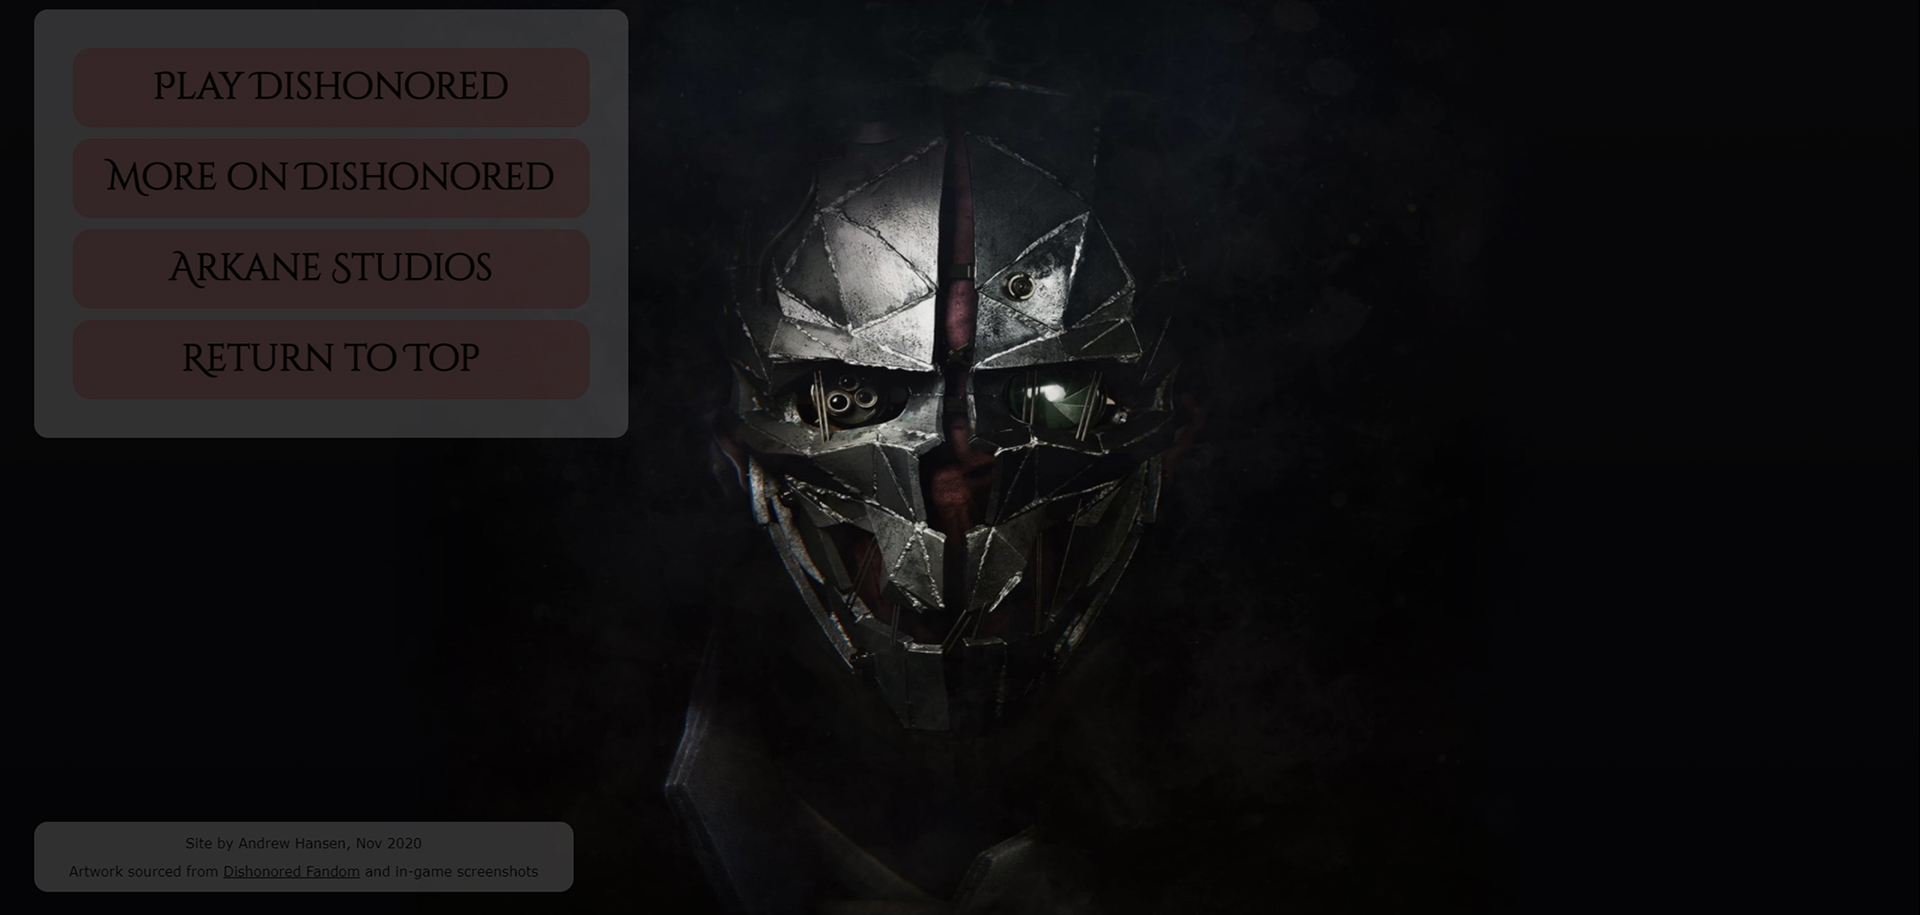 Play Dishonored
More on Dishonored
Arkane Studios
Return to Top
Site by Andrew Hansen, Nov 2020
Artwork sourced from Dishonored Fandom and in-game screenshots